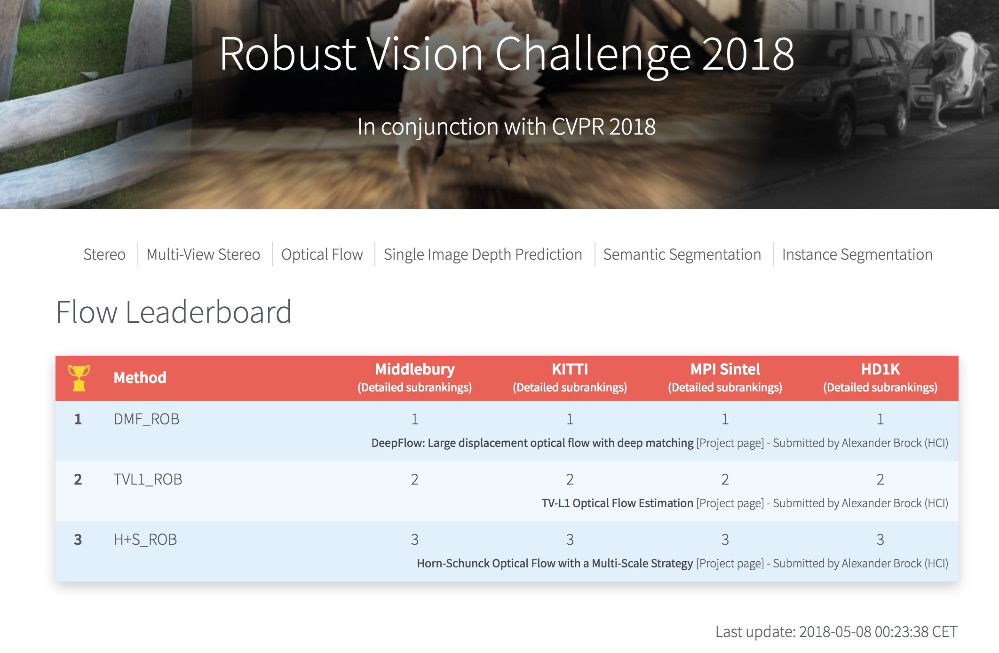 Robust Vision Challenge 2018
In conjunction with CVPR 2018
Stereo Multi-View Stereo Optical Flow Single Image Depth Prediction Semantic Segmentation Instance Segmentation
Flow Leaderboard
Method Middlebury (Detailed subrankings) KITTI (Detailed subrankings) MPI Sintel (Detailed subrankings) HD1K (Detailed subrankings)
1 DMF_ROB 1 1 1 1
DeepFlow: Large displacement optical flow with deep matching [Project page] - Submitted by Alexander Brock (HCI)
2 TVL1_ROB 2 2 2 2
TV-L1 Optical Flow Estimation [Project page] - Submitted by Alexander Brock (HCI)
3 H+S_ROB 3 3 3 3
Horn-Schunck Optical Flow with a Multi-Scale Strategy [Project page] - Submitted by Alexander Brock (HCI)
Last update: 2018-05-08 00:23:38 CET